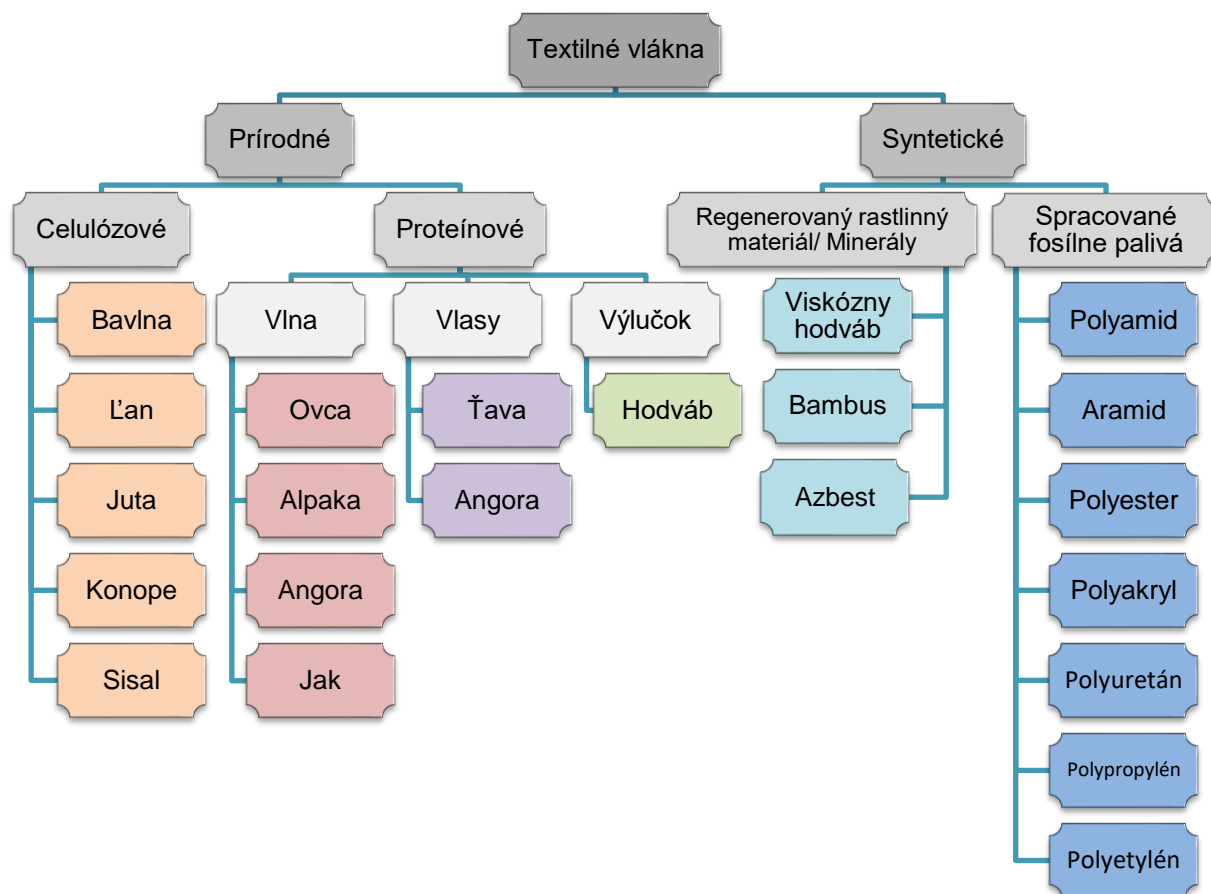 Textilné vlákna
Prírodné
Syntetické
Celulózové
Proteínové
Regenerovaný rastlinný
materiál/ Minerály
Spracované
fosílne palivá
Bavlna
Ľan
Juta
Konope
Sisal
Vlna
Ovca
Alpaka
Angora
Jak
Vlasy
Ťava
Angora
Výlučok
Hodváb
Viskózny
hodváb
Bambus
Azbest
Polyamid
Aramid
Polyester
Polyakryl
Polyuretán
Polypropylén
Polyetylén